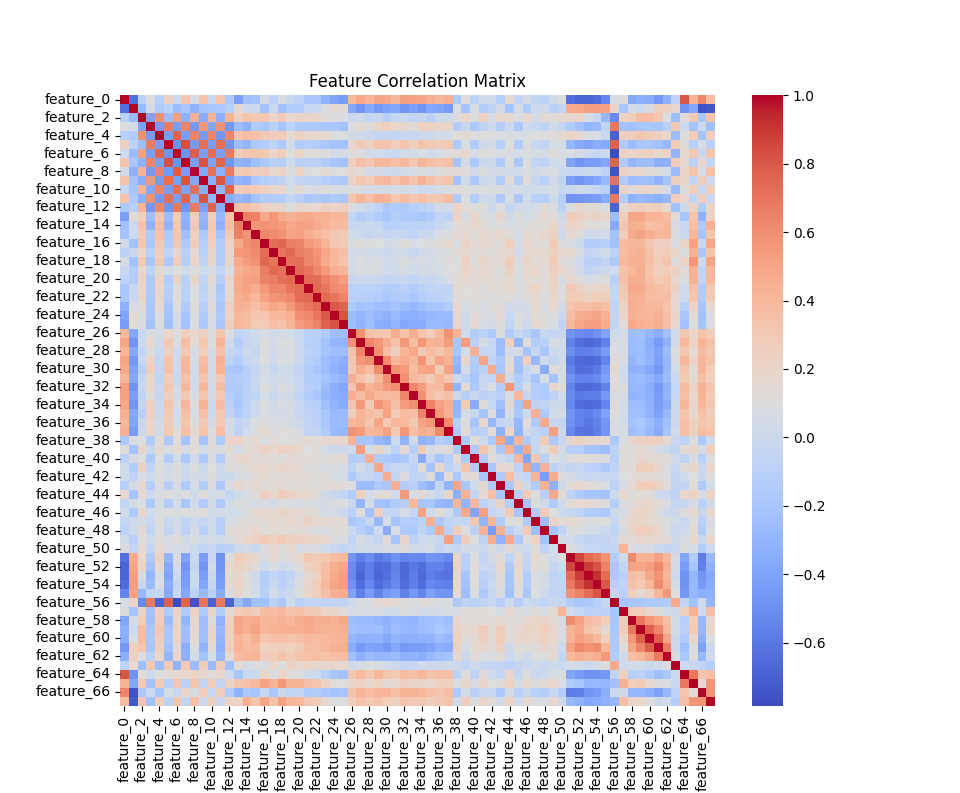 Feature Correlation Matrix
feature_0
feature_2
feature_4
feature_6
feature_8
feature_10
feature_12
feature_14
feature_16
feature_18
feature_20
feature_22
feature_24
feature_26
feature_28
feature_30
feature_32
feature_34
feature_36
feature_38
feature_40
feature_42
feature_44
feature_46
feature_48
feature_50
feature_52
feature_54
feature_56
feature_58
feature_60
feature_62
feature_64
feature_66
feature_0
feature_2
feature_4
feature_6
feature_8
feature_10
feature_12
feature_14
feature_16
feature_18
feature_20
feature_22
feature_24
feature_26
feature_28
feature_30
feature_32
feature_34
feature_36
feature_38
feature_40
feature_42
feature_44
feature_46
feature_48
feature_50
feature_52
feature_54
feature_56
feature_58
feature_60
feature_62
feature_64
feature_66
1.0
0.8
0.6
0.4
0.2
0.0
−0.2
−0.4
−0.6